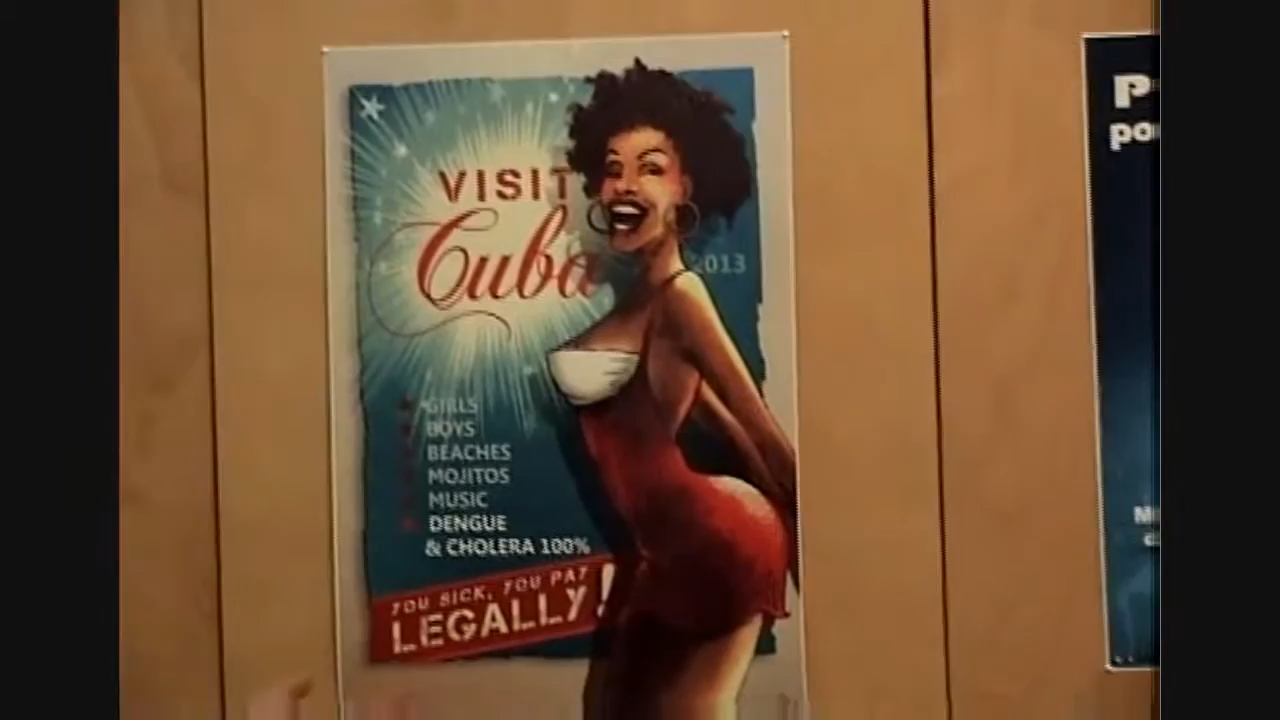 VISIT
Cuba
2013
GIRLS
BOYS
BEACHES
MOJITOS
MUSIC
DENGUE
& CHOLERA 100%
YOU SICK, YOU PAY
LEGALLY!